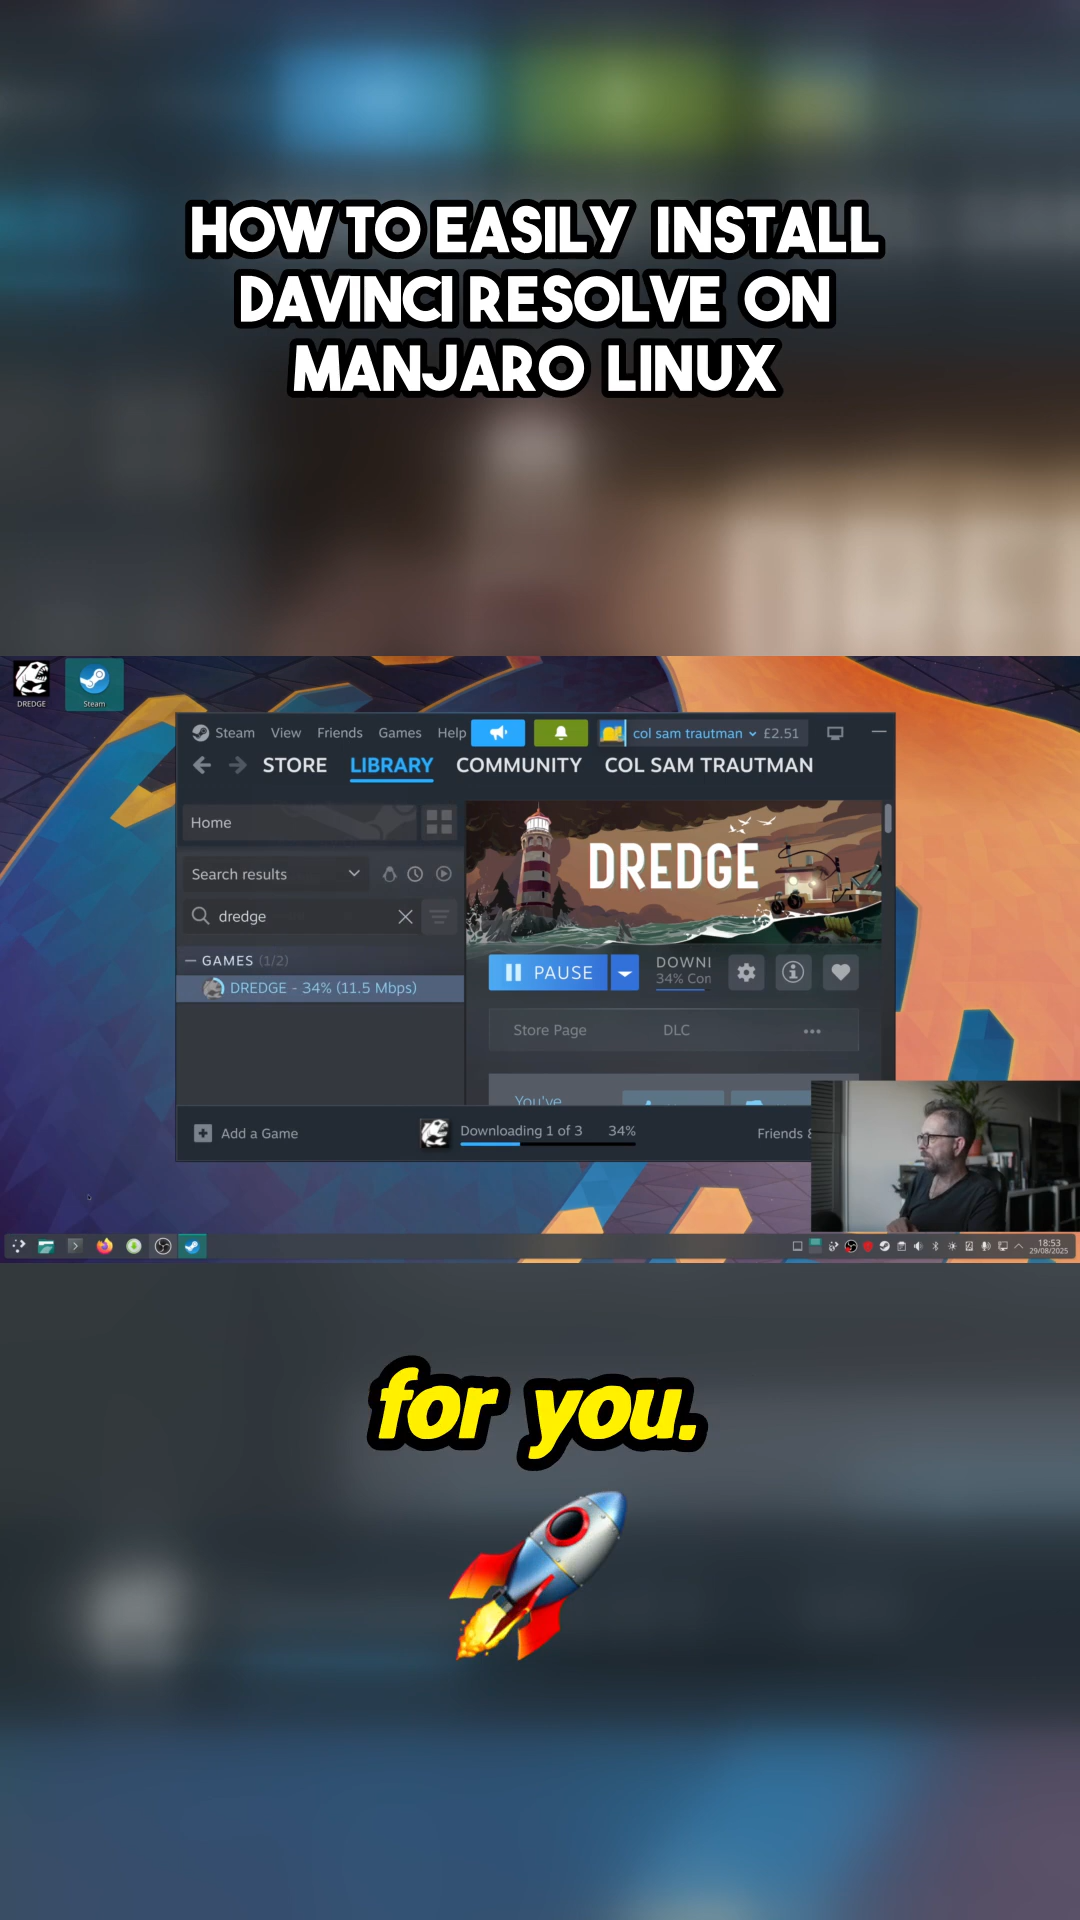 HOW TO EASILY INSTALL
DAVINCI RESOLVE ON
MANJARO LINUX
DREDGE
Steam
Steam View Friends Games Help col sam trautman £2.51
STORE LIBRARY COMMUNITY COL SAM TRAUTMAN
Home
Search results
dredge
GAMES (1/2)
DREDGE - 34% (11.5 Mbps)
DREDGE
PAUSE
DOWNI
34% Con
Store Page DLC
You've
Add a Game
Downloading 1 of 3 34%
Friends &
18:53
29/08/2025
for you.